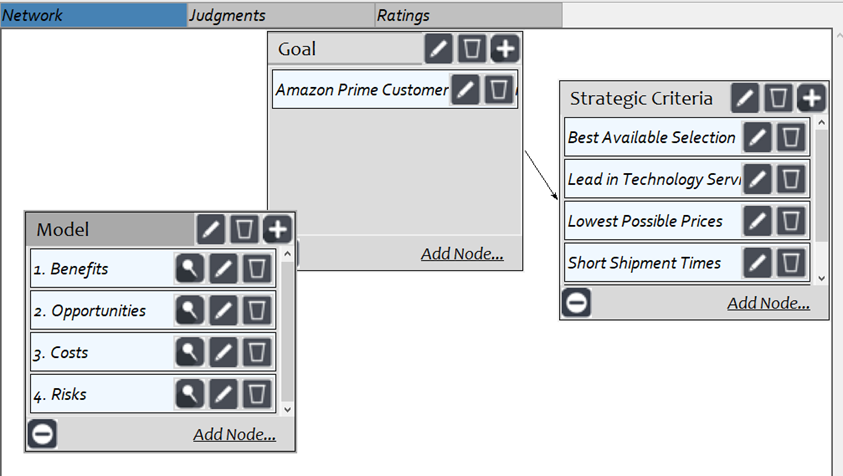 Network
Judgments
Ratings
Goal
Amazon Prime Customer
Add Node...
Strategic Criteria
Best Available Selection
Lead in Technology Servi
Lowest Possible Prices
Short Shipment Times
Add Node...
Model
1. Benefits
2. Opportunities
3. Costs
4. Risks
Add Node...